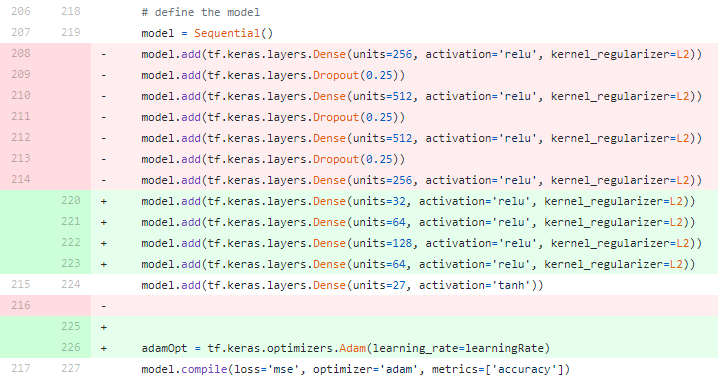 206 218 # define the model
207 219 model = Sequential()
208 - model.add(tf.keras.layers.Dense(units=256, activation='relu', kernel_regularizer=L2))
209 - model.add(tf.keras.layers.Dropout(0.25))
210 - model.add(tf.keras.layers.Dense(units=512, activation='relu', kernel_regularizer=L2))
211 - model.add(tf.keras.layers.Dropout(0.25))
212 - model.add(tf.keras.layers.Dense(units=512, activation='relu', kernel_regularizer=L2))
213 - model.add(tf.keras.layers.Dropout(0.25))
214 - model.add(tf.keras.layers.Dense(units=256, activation='relu', kernel_regularizer=L2))
220 + model.add(tf.keras.layers.Dense(units=32, activation='relu', kernel_regularizer=L2))
221 + model.add(tf.keras.layers.Dense(units=64, activation='relu', kernel_regularizer=L2))
222 + model.add(tf.keras.layers.Dense(units=128, activation='relu', kernel_regularizer=L2))
223 + model.add(tf.keras.layers.Dense(units=64, activation='relu', kernel_regularizer=L2))
215 224 model.add(tf.keras.layers.Dense(units=27, activation='tanh'))
216 -
225 +
226 + adamOpt = tf.keras.optimizers.Adam(learning_rate=learningRate)
217 227 model.compile(loss='mse', optimizer='adam', metrics=['accuracy'])